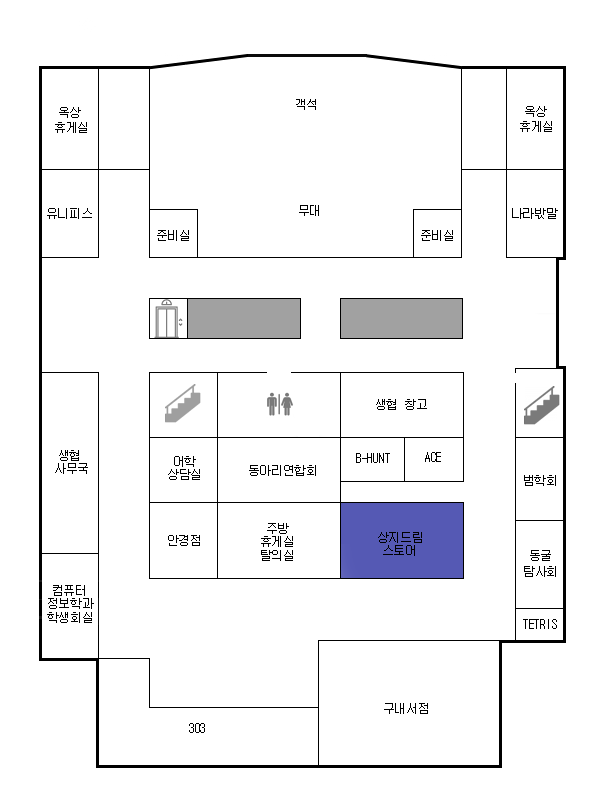 객석
옥상
휴게실
옥상
휴게실
유니피스
무대
나라밖말
준비실
준비실
생협 창고
생협
사무국
어학
상담실
동아리연합회
B-HUNT
ACE
범학회
안경점
주방
휴게실
탈의실
상지드림
스토어
동굴
탐사회
컴퓨터
정보학과
학생회실
TETRIS
303
구내서점